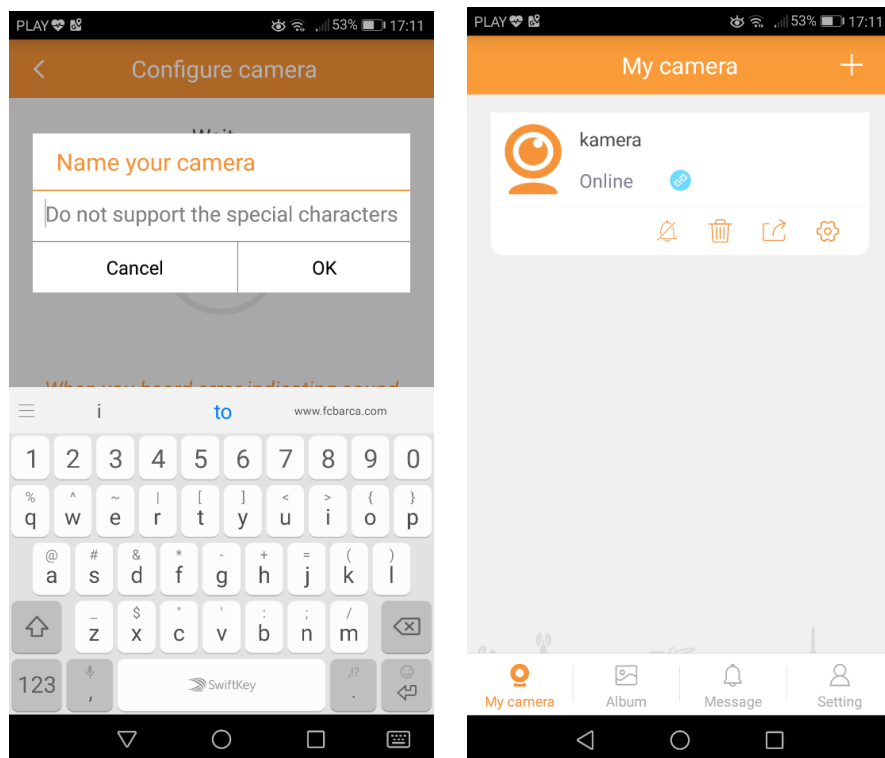 PLAY 53% 17:11
Configure camera
Name your camera
Do not support the special characters
Cancel OK
i to www.fcbarca.com
1 2 3 4 5 6 7 8 9 0
% ^ ~ | [ ] < > { }
q w e r t y u i o p
@ # & * - + = ( )
a s d f g h j k l
_ $ " ' : ; /
z x c v b n m
123 , SwiftKey ,!? .
PLAY 53% 17:11
My camera
kamera
Online
My camera Album Message Setting